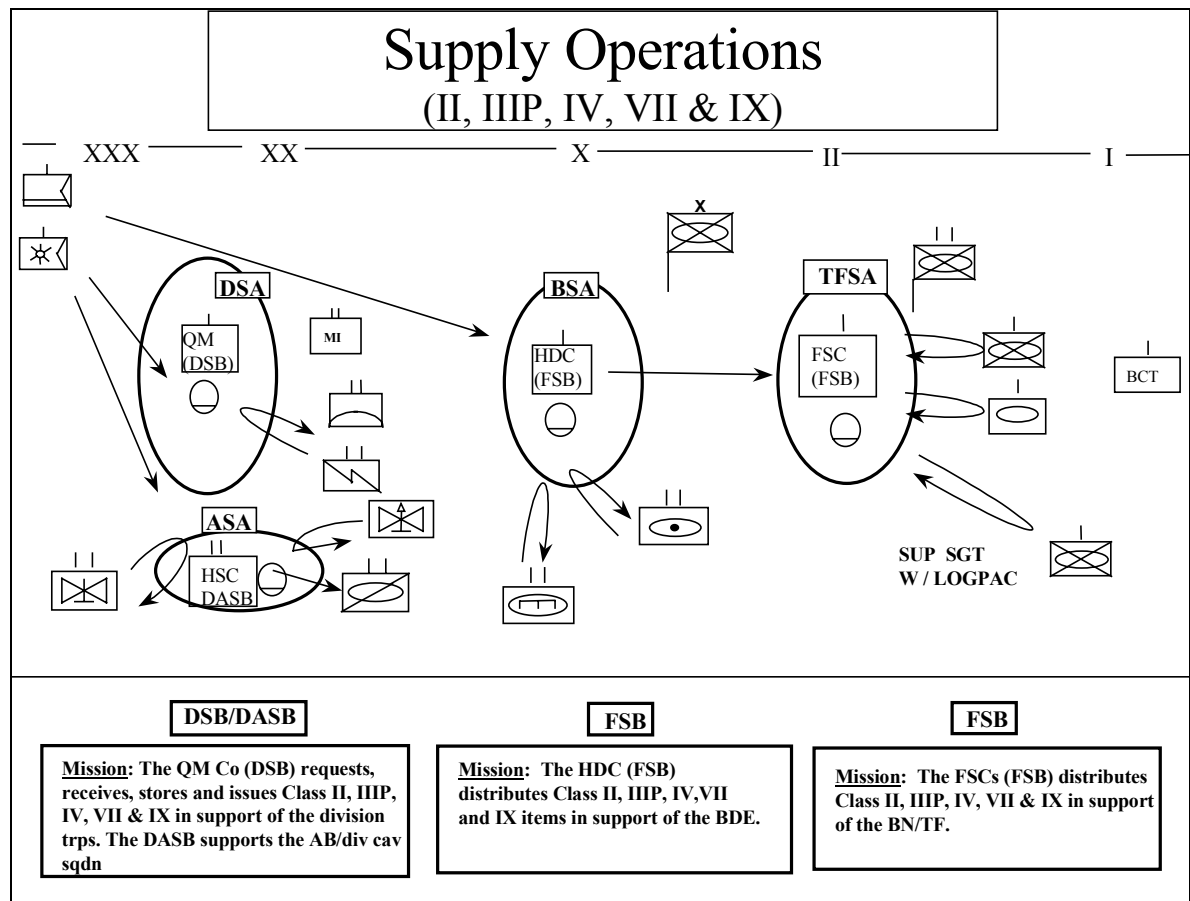 Supply Operations
(II, IIIP, IV, VII & IX)
XXX XX X II I
X
DSA
BSA
TFSA
QM
(DSB)
MI
HDC
(FSB)
FSC
(FSB)
BCT
ASA
HSC
DASB
SUP SGT
W / LOGPAC
DSB/DASB
Mission: The QM Co (DSB) requests,
receives, stores and issues Class II, IIIP,
IV, VII & IX in support of the division
trps. The DASB supports the AB/div cav
sqdn
FSB
Mission: The HDC (FSB)
distributes Class II, IIIP, IV,VII
and IX items in support of the BDE.
FSB
Mission: The FSCs (FSB) distributes
Class II, IIIP, IV, VII & IX in support
of the BN/TF.